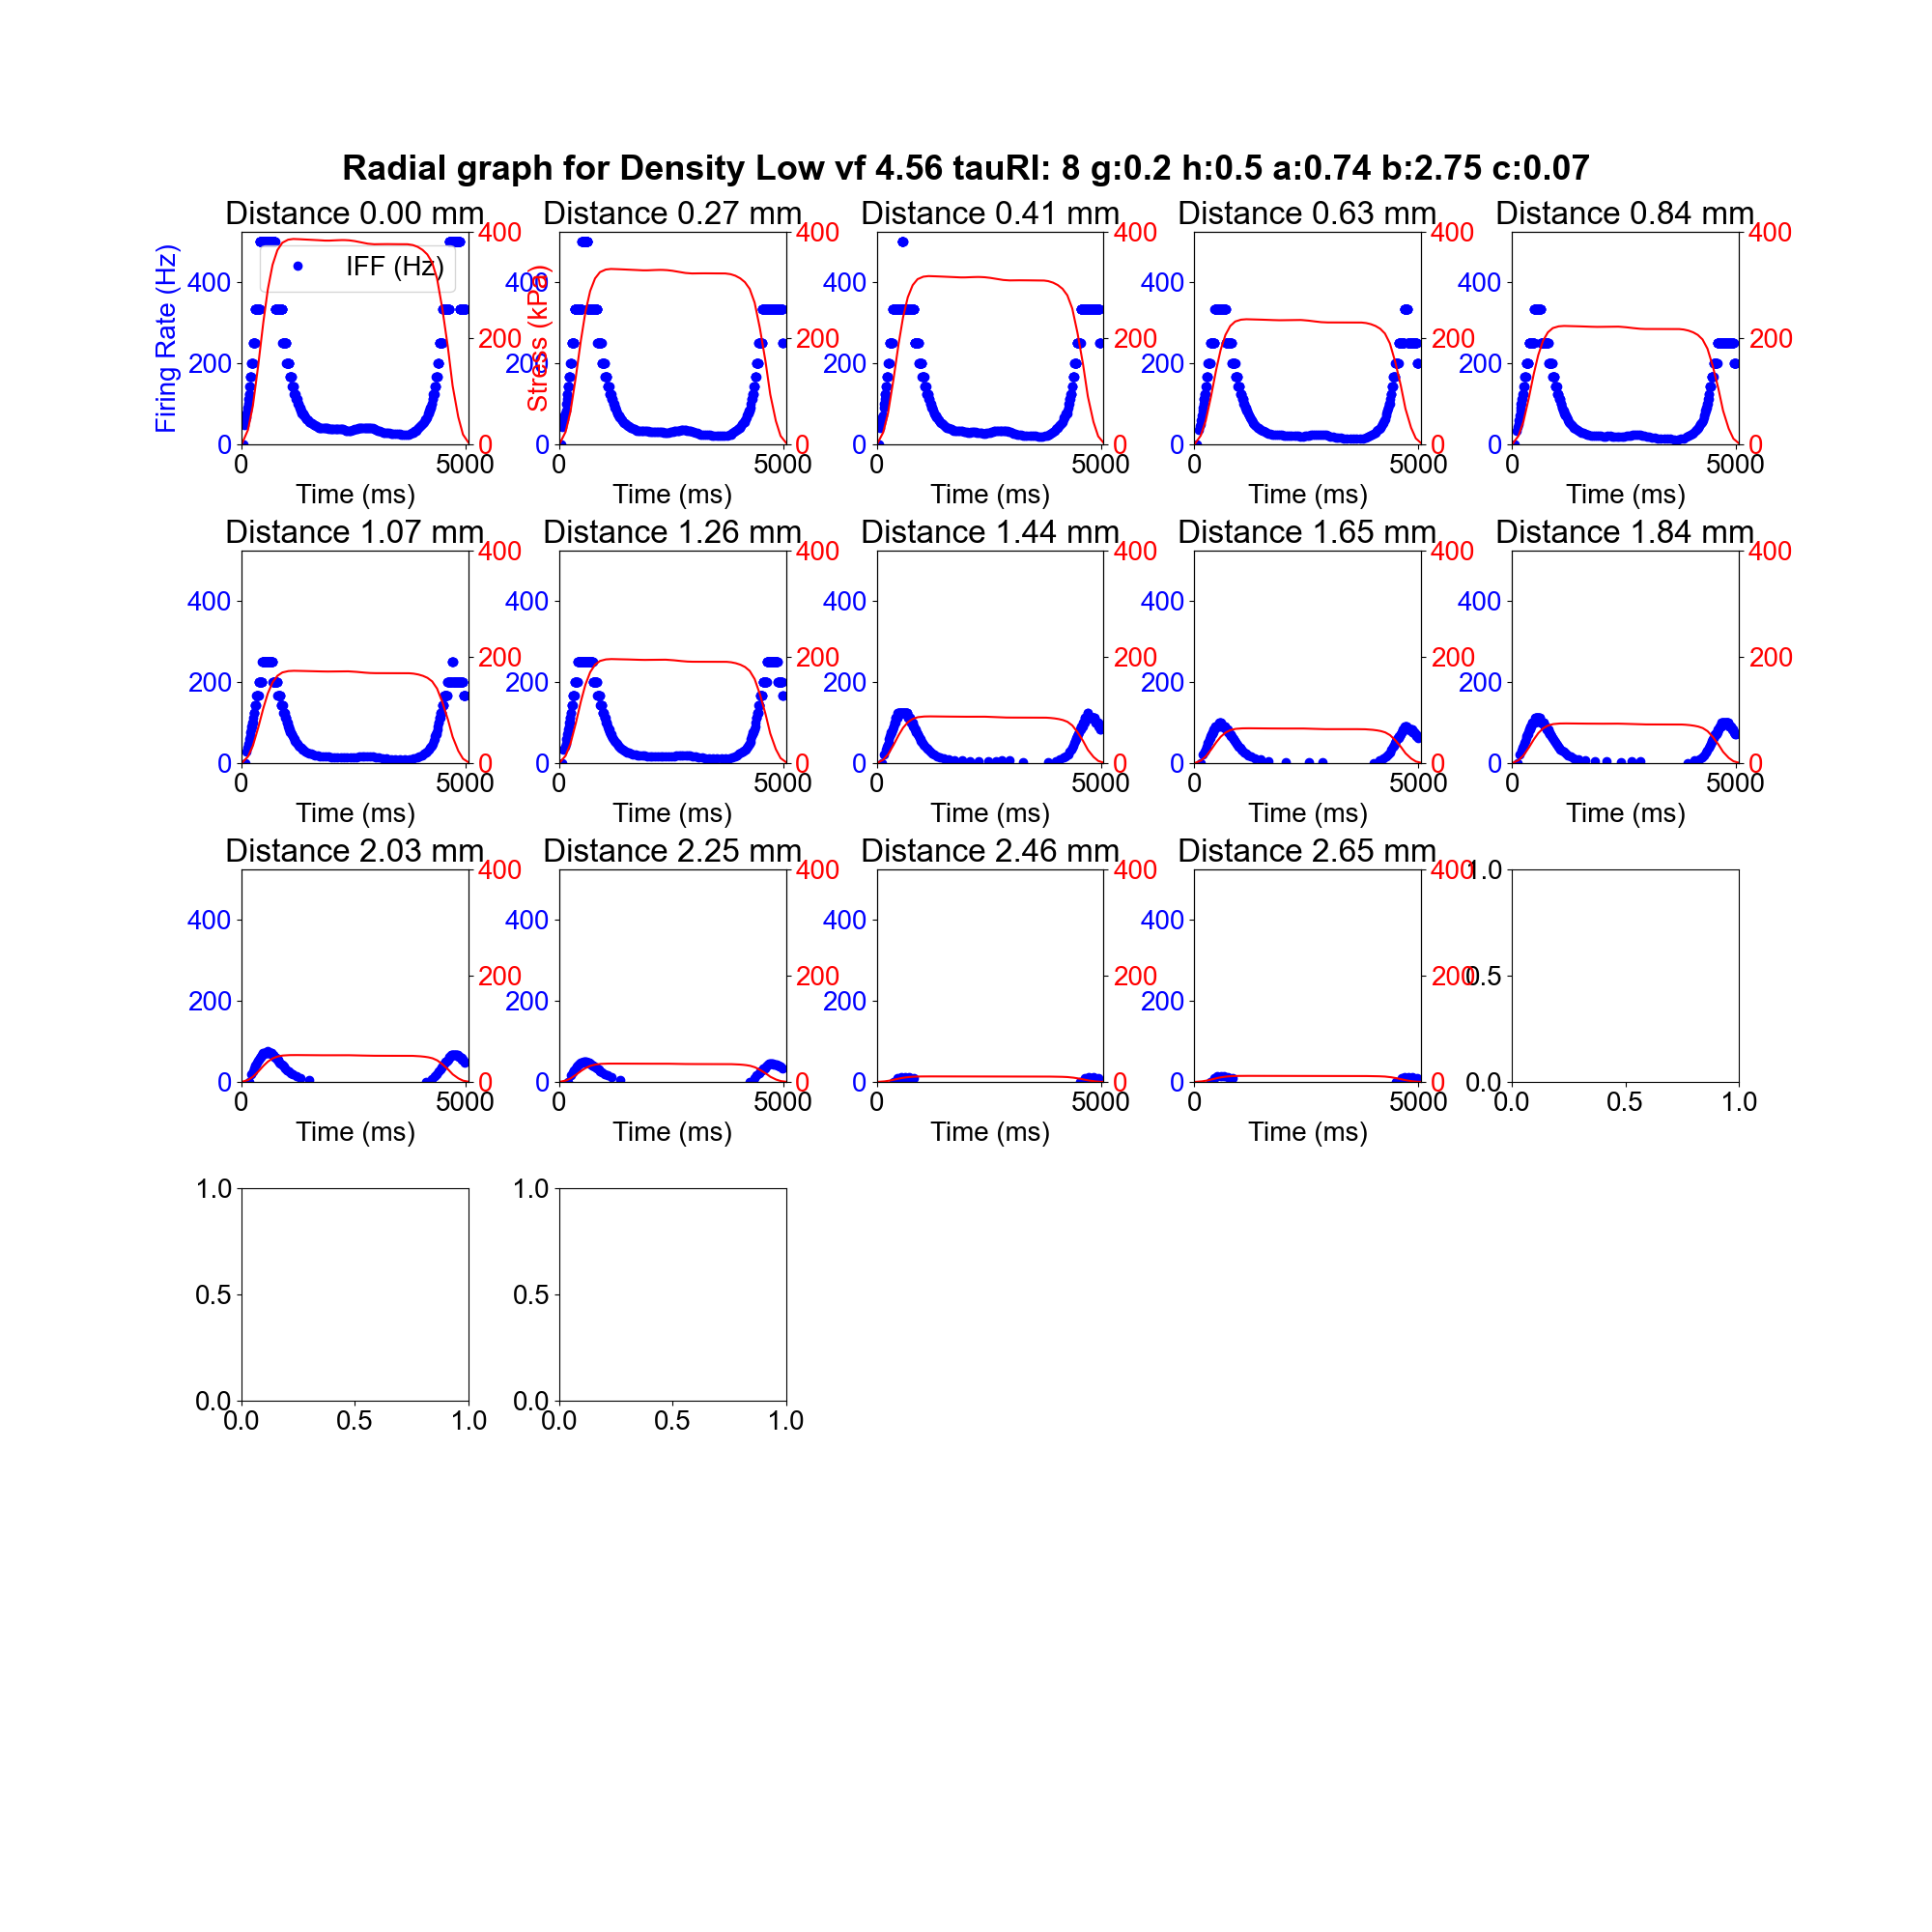 Radial graph for Density Low vf 4.56 tauRI: 8 g:0.2 h:0.5 a:0.74 b:2.75 c:0.07
Distance 0.00 mm Distance 0.27 mm Distance 0.41 mm Distance 0.63 mm Distance 0.84 mm
Firing Rate (Hz)
IFF (Hz)
Stress (kPa)
400 400 400 400 400 400 400 400 400 400
200 200 200 200 200 200 200 200 200 200
0 0 0 0 0 0 0 0 0 0
0 5000 0 5000 0 5000 0 5000 0 5000
Time (ms) Time (ms) Time (ms) Time (ms) Time (ms)
Distance 1.07 mm Distance 1.26 mm Distance 1.44 mm Distance 1.65 mm Distance 1.84 mm
400 400 400 400 400 400 400 400 400 400
200 200 200 200 200 200 200 200 200 200
0 0 0 0 0 0 0 0 0 0
0 5000 0 5000 0 5000 0 5000 0 5000
Time (ms) Time (ms) Time (ms) Time (ms) Time (ms)
Distance 2.03 mm Distance 2.25 mm Distance 2.46 mm Distance 2.65 mm
400 400 400 400 400 400 400 400 1.0
200 200 200 200 200 200 200 200 0.5
0 0 0 0 0 0 0 0 0.0
0 5000 0 5000 0 5000 0 5000 0.0 0.5 1.0
Time (ms) Time (ms) Time (ms) Time (ms)
1.0 1.0
0.5 0.5
0.0 0.0
0.0 0.5 1.0 0.0 0.5 1.0